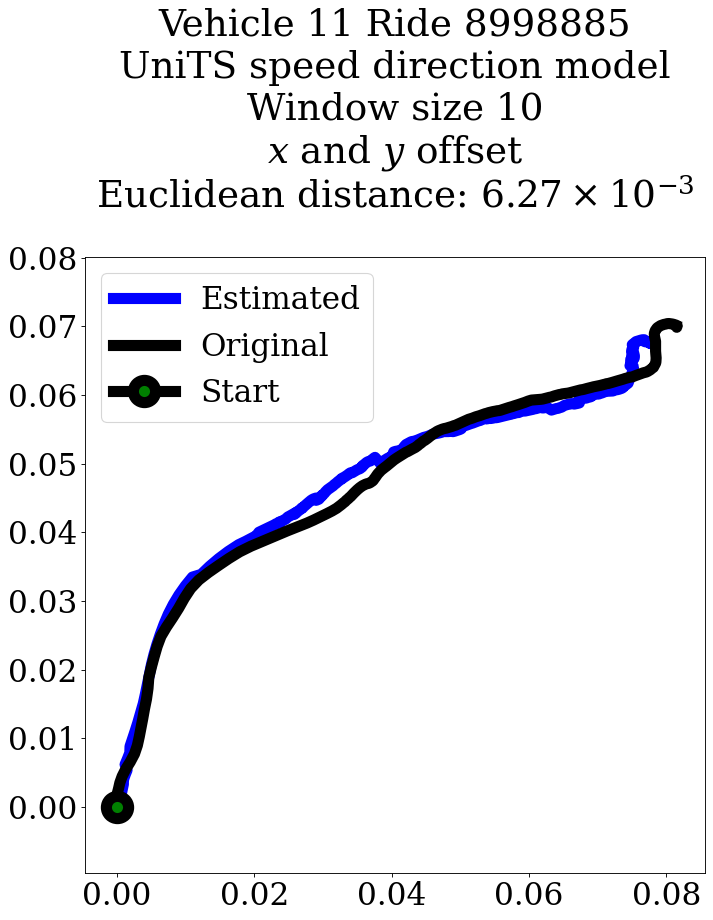 Vehicle 11 Ride 8998885
UniTS speed direction model
Window size 10
x and y offset
Euclidean distance: 6.27 × 10⁻³
0.08
0.07
0.06
0.05
0.04
0.03
0.02
0.01
0.00
Estimated
Original
Start
0.00 0.02 0.04 0.06 0.08